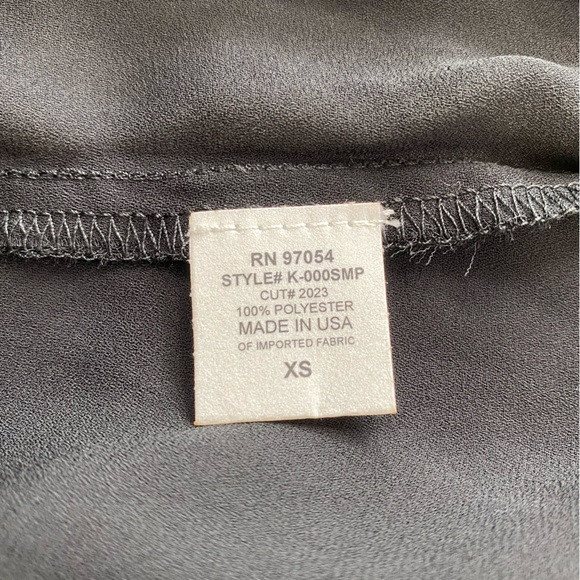 RN 97054
STYLE# K-000SMP
CUT# 2023
100% POLYESTER
MADE IN USA
OF IMPORTED FABRIC
XS